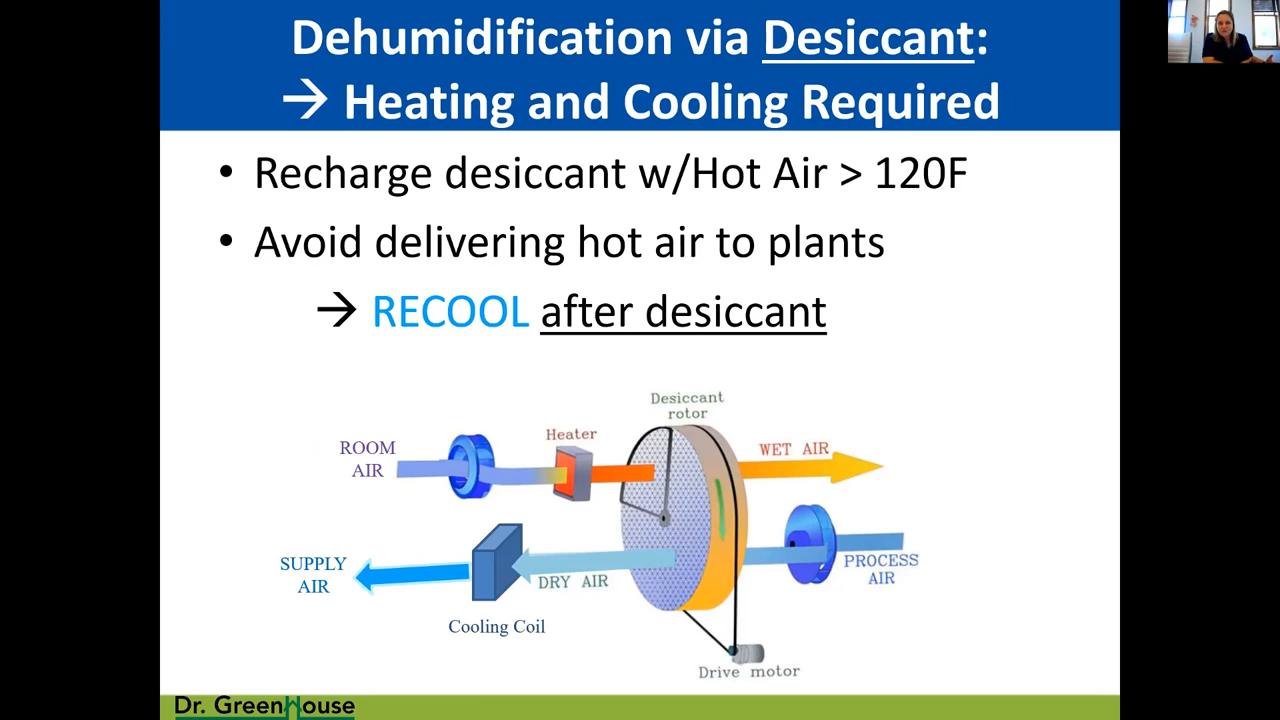 Dehumidification via Desiccant:
→ Heating and Cooling Required
• Recharge desiccant w/Hot Air > 120F
• Avoid delivering hot air to plants
→ RECOOL after desiccant
Desiccant
rotor
Heater
ROOM
AIR
WET AIR
SUPPLY
AIR
DRY AIR
PROCESS
AIR
Cooling Coil
Drive motor
Dr. GreenHouse